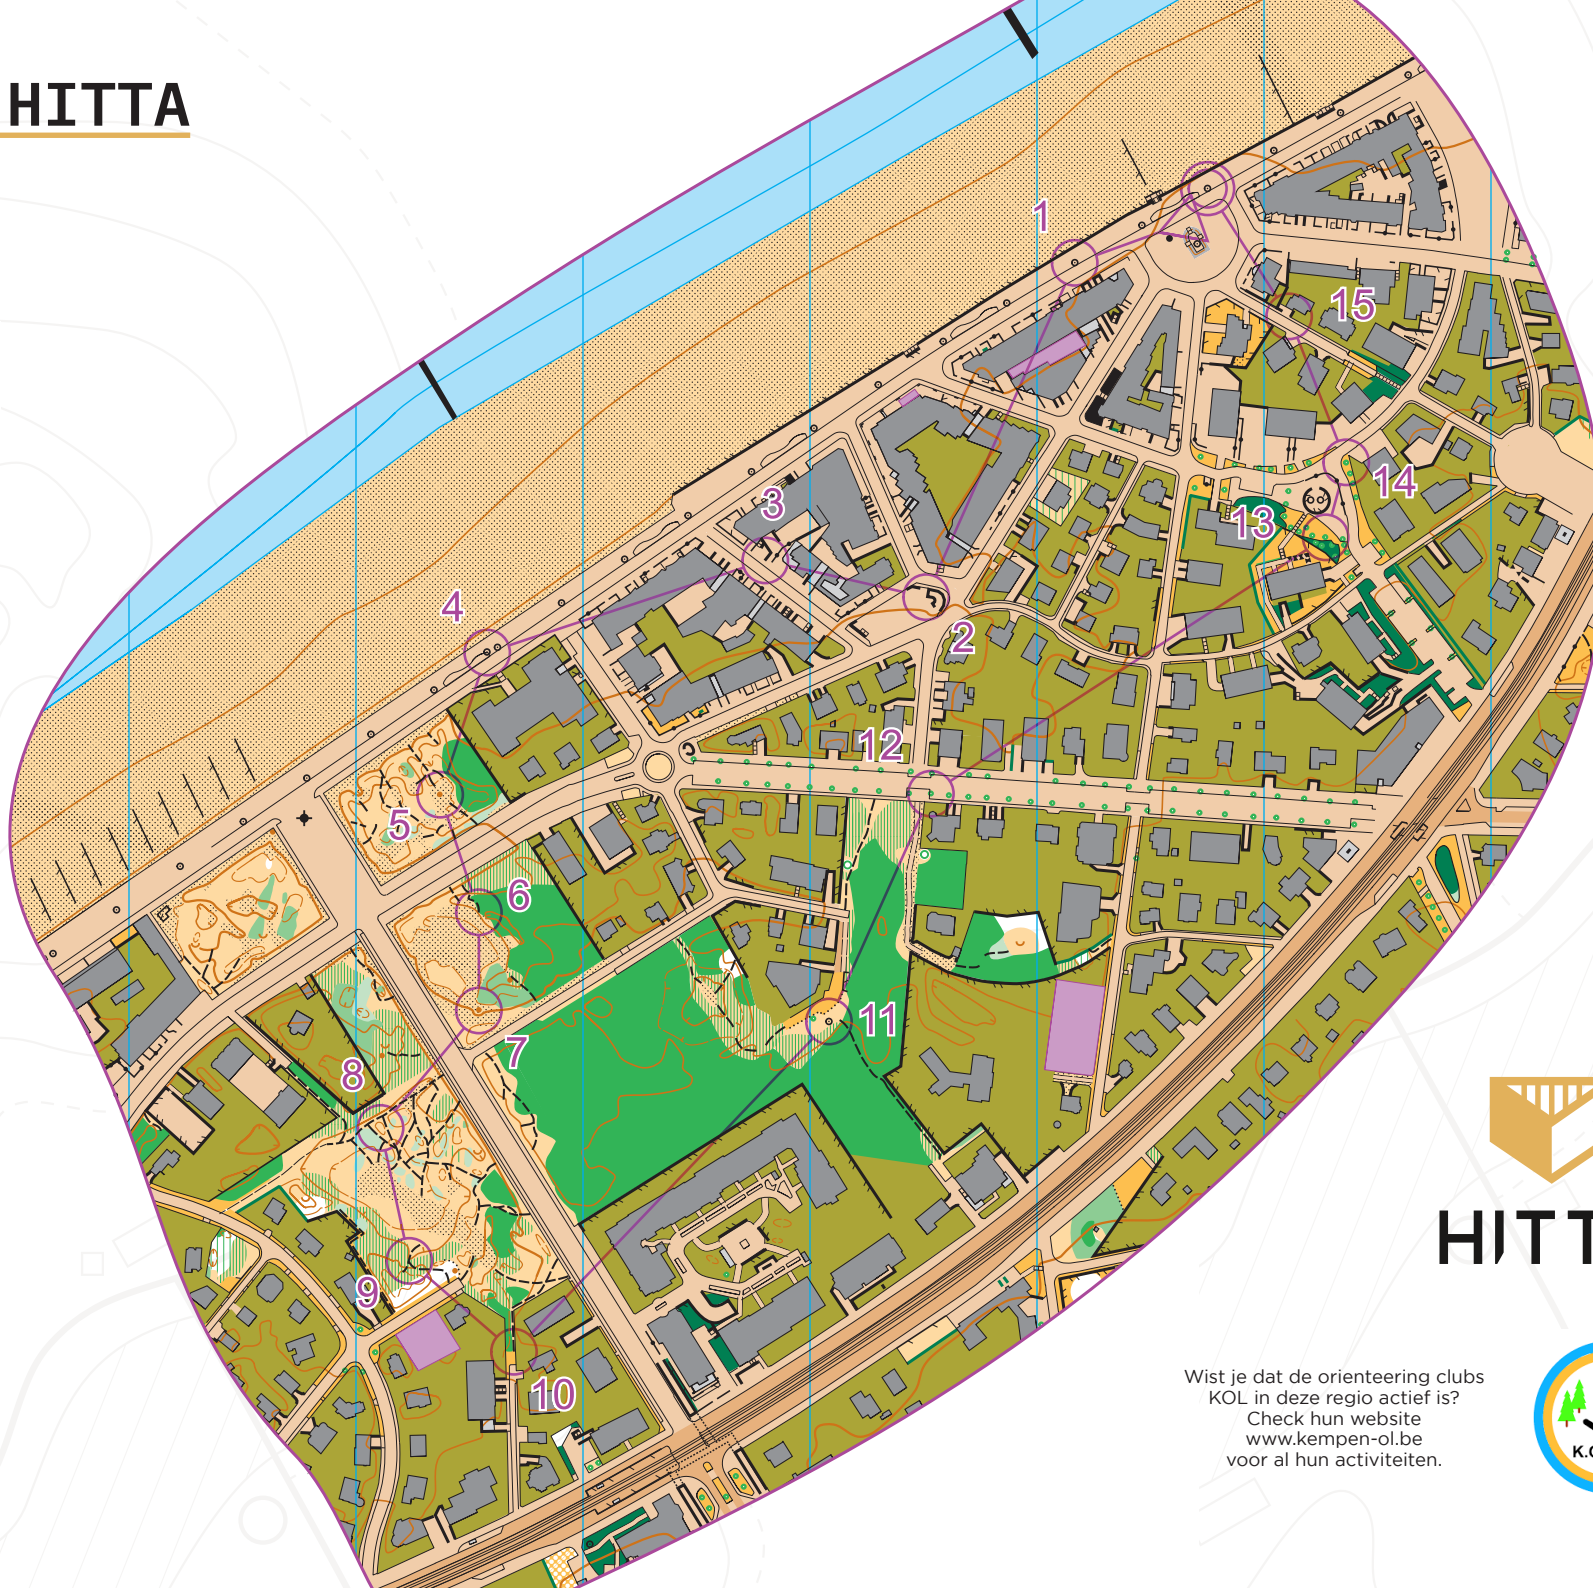 HITTA
1
15
14
3
13
4
2
12
5
6
11
7
8
9
10
Wist je dat de orienteering clubs
KOL in deze regio actief is?
Check hun website
www.kempen-ol.be
voor al hun activiteiten.